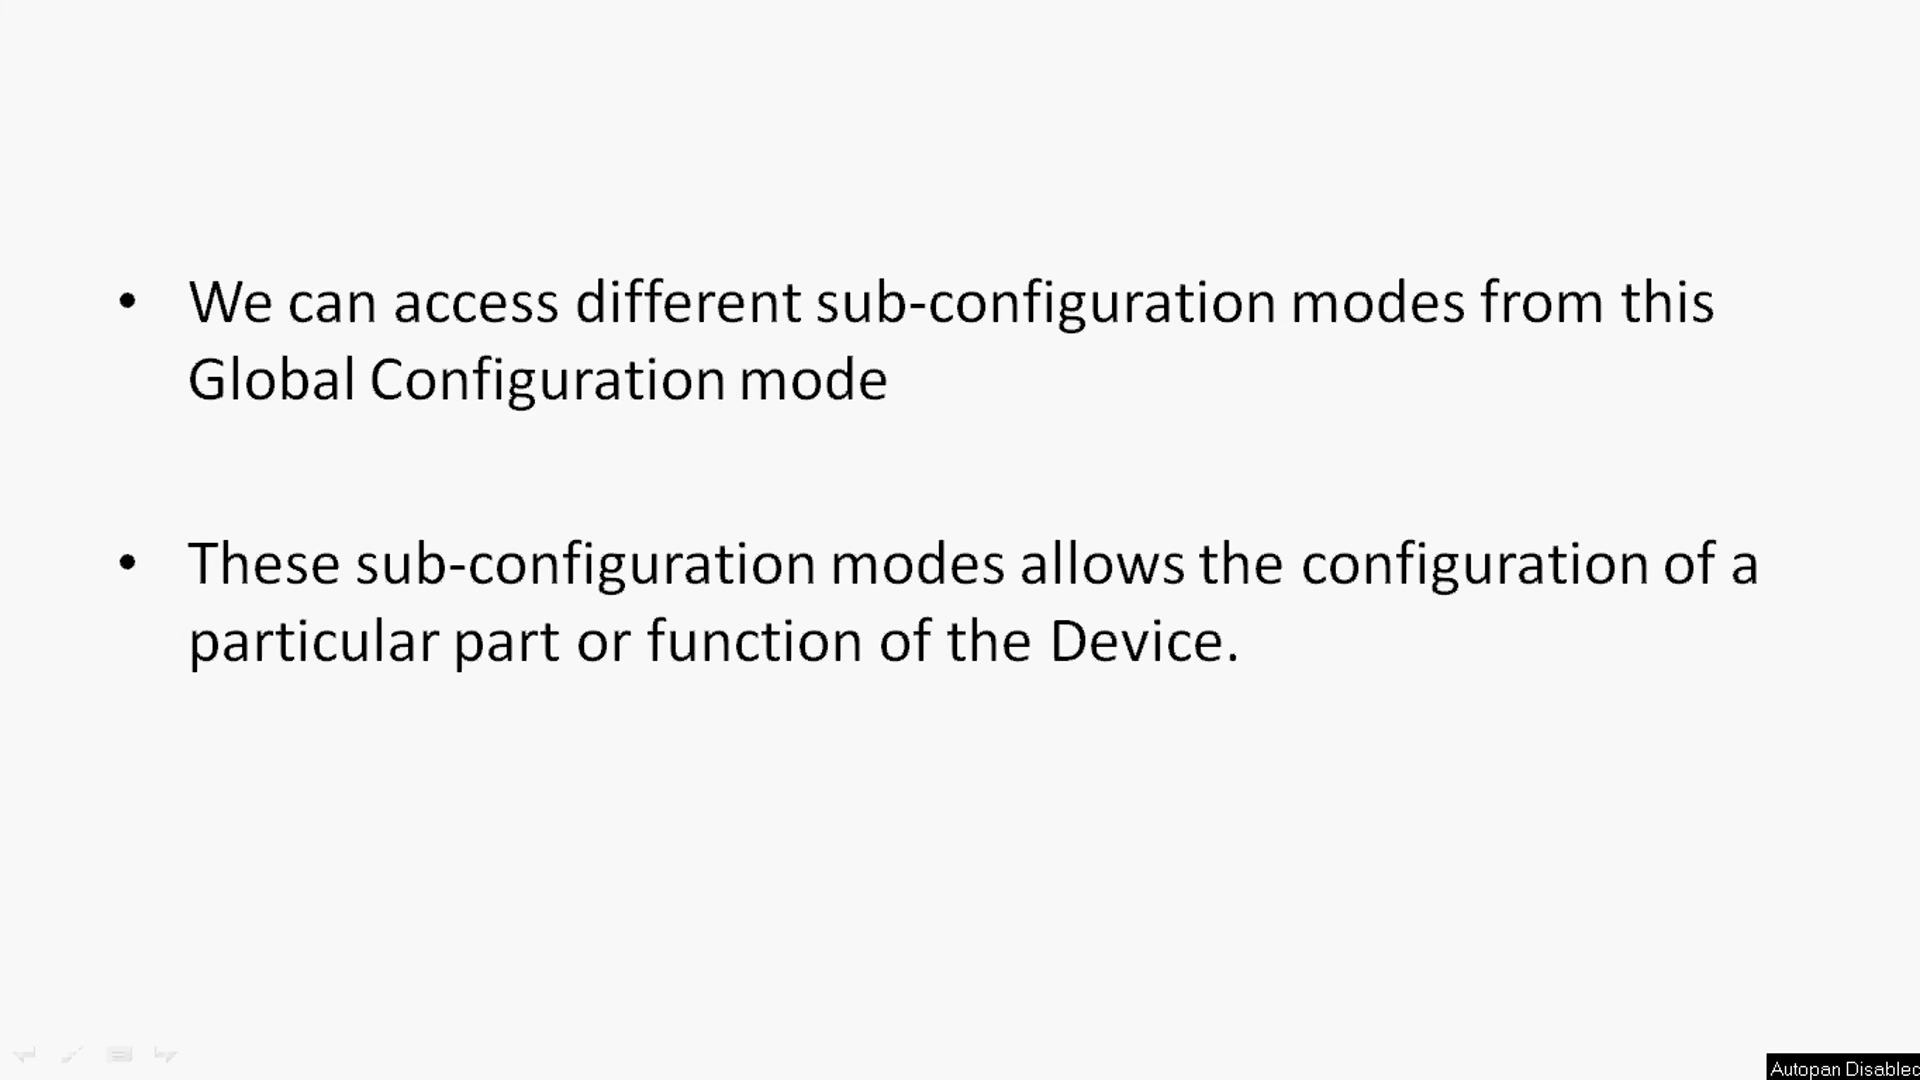 • We can access different sub-configuration modes from this
Global Configuration mode
• These sub-configuration modes allows the configuration of a
particular part or function of the Device.
Autopan Disabled